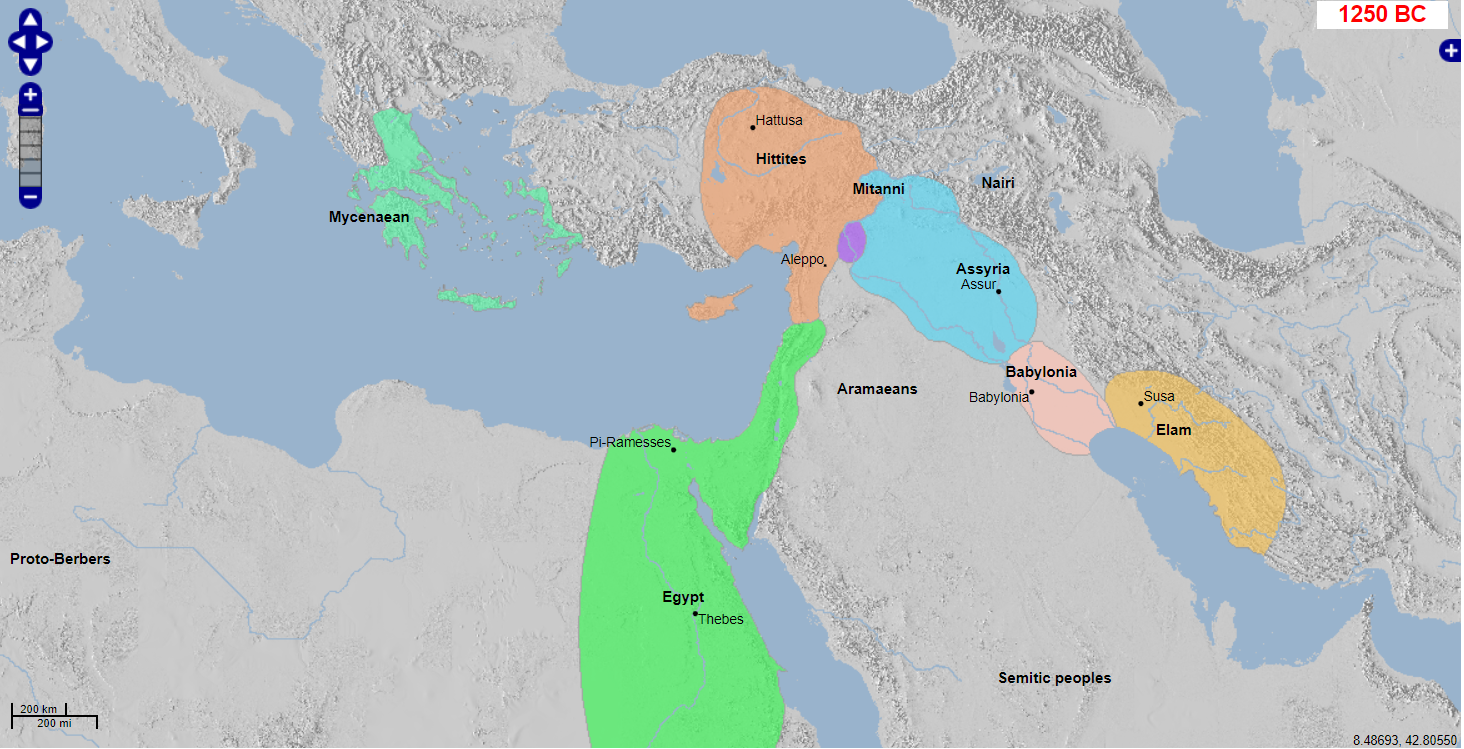 1250 BC
Hattusa
Hittites
Mitanni
Nairi
Mycenaean
Aleppo
Assyria
Assur
Babylonia
Babylonia
Aramaeans
Susa
Elam
Pi-Ramesses
Proto-Berbers
Egypt
Thebes
Semitic peoples
200 km
200 mi
8.48693, 42.80550